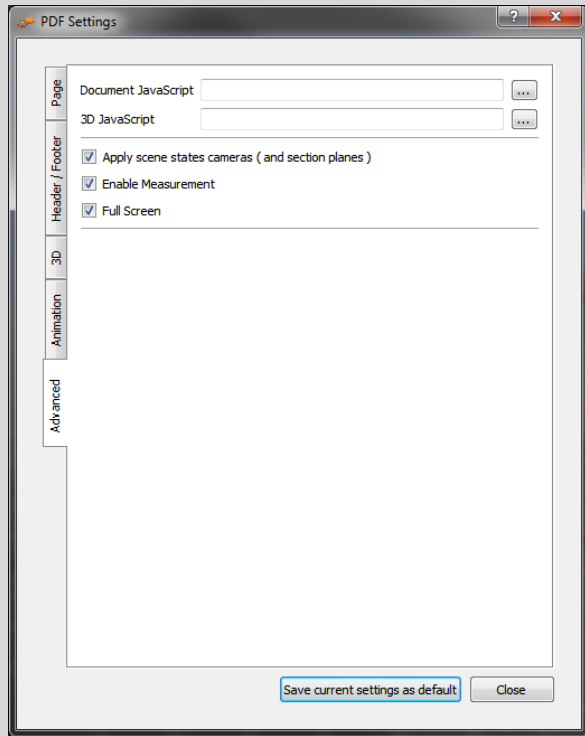 PDF Settings
?
X
Page
Header / Footer
3D
Animation
Advanced
Document JavaScript
...
3D JavaScript
...
Apply scene states cameras ( and section planes )
Enable Measurement
Full Screen
Save current settings as default
Close